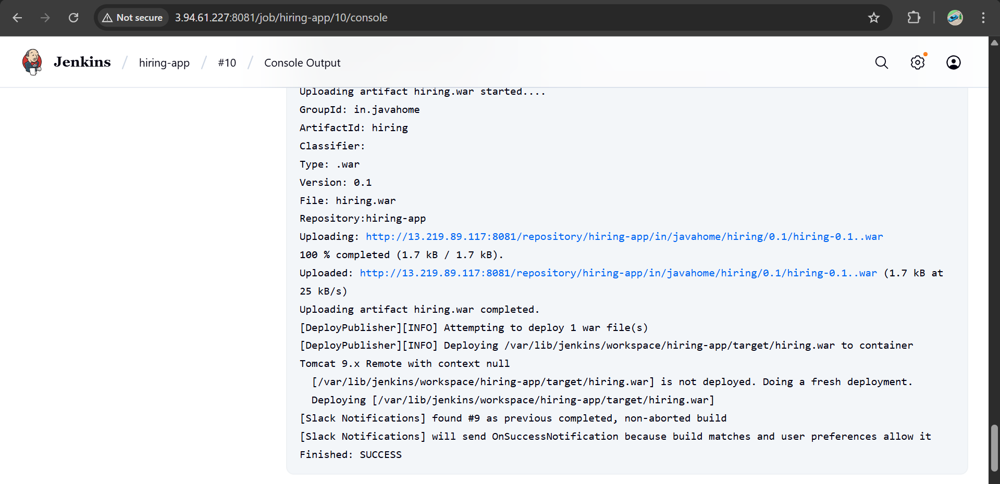 Not secure
3.94.61.227:8081/job/hiring-app/10/console
Jenkins / hiring-app / #10 / Console Output
Uploading artifact hiring.war started....
GroupId: in.javahome
ArtifactId: hiring
Classifier:
Type: .war
Version: 0.1
File: hiring.war
Repository:hiring-app
Uploading: http://13.219.89.117:8081/repository/hiring-app/in/javahome/hiring/0.1/hiring-0.1..war
100 % completed (1.7 kB / 1.7 kB).
Uploaded: http://13.219.89.117:8081/repository/hiring-app/in/javahome/hiring/0.1/hiring-0.1..war (1.7 kB at
25 kB/s)
Uploading artifact hiring.war completed.
[DeployPublisher][INFO] Attempting to deploy 1 war file(s)
[DeployPublisher][INFO] Deploying /var/lib/jenkins/workspace/hiring-app/target/hiring.war to container
Tomcat 9.x Remote with context null
[/var/lib/jenkins/workspace/hiring-app/target/hiring.war] is not deployed. Doing a fresh deployment.
Deploying [/var/lib/jenkins/workspace/hiring-app/target/hiring.war]
[Slack Notifications] found #9 as previous completed, non-aborted build
[Slack Notifications] will send OnSuccessNotification because build matches and user preferences allow it
Finished: SUCCESS